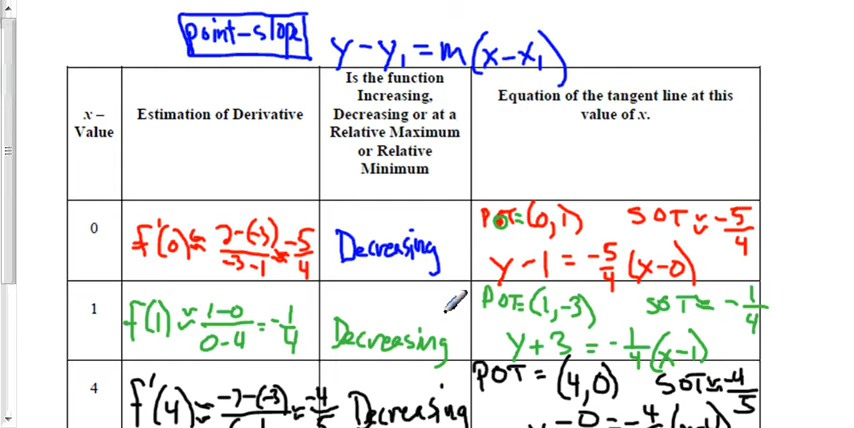 point-slope
y - y₁ = m(x - x₁)
x – Value
Estimation of Derivative
Is the function Increasing, Decreasing or at a Relative Maximum or Relative Minimum
Equation of the tangent line at this value of x.
0
f'(0) ≈ 2-(-3)/-3-1 ≈ -5/4
Decreasing
POT = (0,1) SOT ≈ -5/4
y - 1 = -5/4 (x-0)
1
f(1) ≈ 1-0/0-4 = -1/4
Decreasing
POT = (1,-3) SOT ≈ -1/4
y + 3 = -1/4 (x-1)
4
f'(4) ≈ -7-(-3)/ ≈ -4/5
Decreasing
POT = (4,0) SOT ≈ -4/5
y - 0 = -4/5